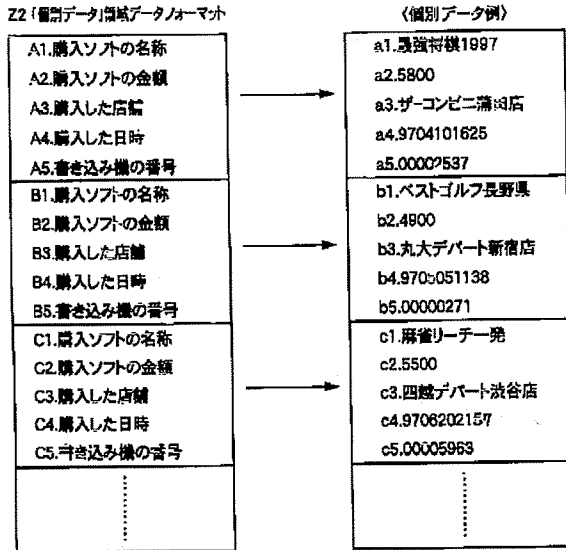 Z2「個別データ」領域データフォーマット
A1.購入ソフトの名称
A2.購入ソフトの金額
A3.購入した店舗
A4.購入した日時
A5.書き込み機の番号
B1.購入ソフトの名称
B2.購入ソフトの金額
B3.購入した店舗
B4.購入した日時
B5.書き込み機の番号
C1.購入ソフトの名称
C2.購入ソフトの金額
C3.購入した店舗
C4.購入した日時
C5.書き込み機の番号
〈個別データ例〉
a1.最強将棋1997
a2.5800
a3.ザーコンビニ蒲田店
a4.9704101625
a5.00002537
b1.ベストゴルフ長野県
b2.4900
b3.丸大デパート新宿店
b4.9705051138
b5.00000271
c1.麻雀リーチ一発
c2.5500
c3.四越デパート渋谷店
c4.9706202157
c5.00005963